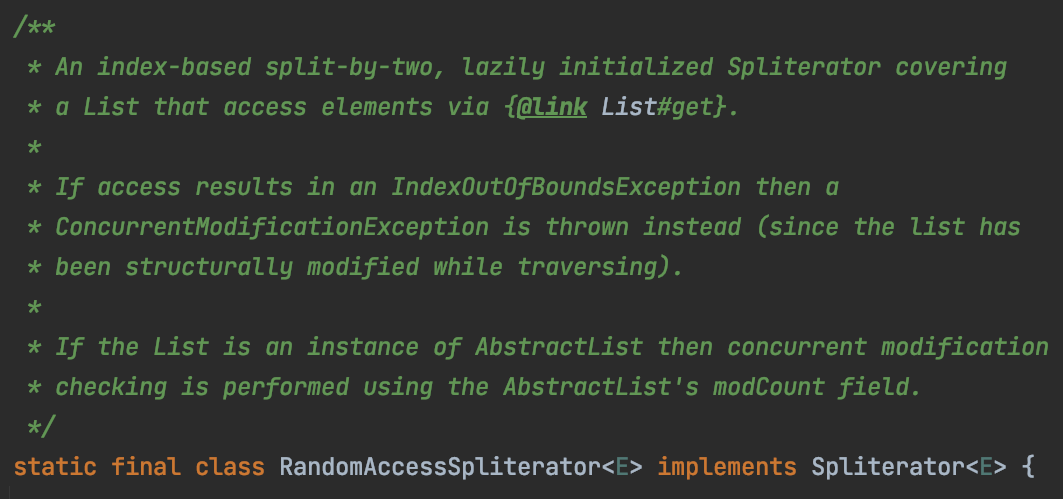 /**
 * An index-based split-by-two, lazily initialized Spliterator covering
 * a List that access elements via {@link List#get}.
 *
 * If access results in an IndexOutOfBoundsException then a
 * ConcurrentModificationException is thrown instead (since the list has
 * been structurally modified while traversing).
 *
 * If the List is an instance of AbstractList then concurrent modification
 * checking is performed using the AbstractList's modCount field.
 */
static final class RandomAccessSpliterator<E> implements Spliterator<E> {